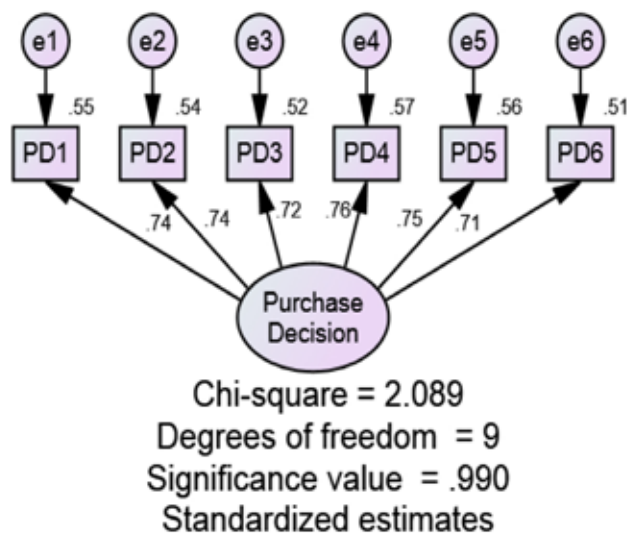 e1 e2 e3 e4 e5 e6
.55 .54 .52 .57 .56 .51
PD1 PD2 PD3 PD4 PD5 PD6
.74 .74 .72 .76 .75 .71
Purchase
Decision
Chi-square = 2.089
Degrees of freedom = 9
Significance value = .990
Standardized estimates